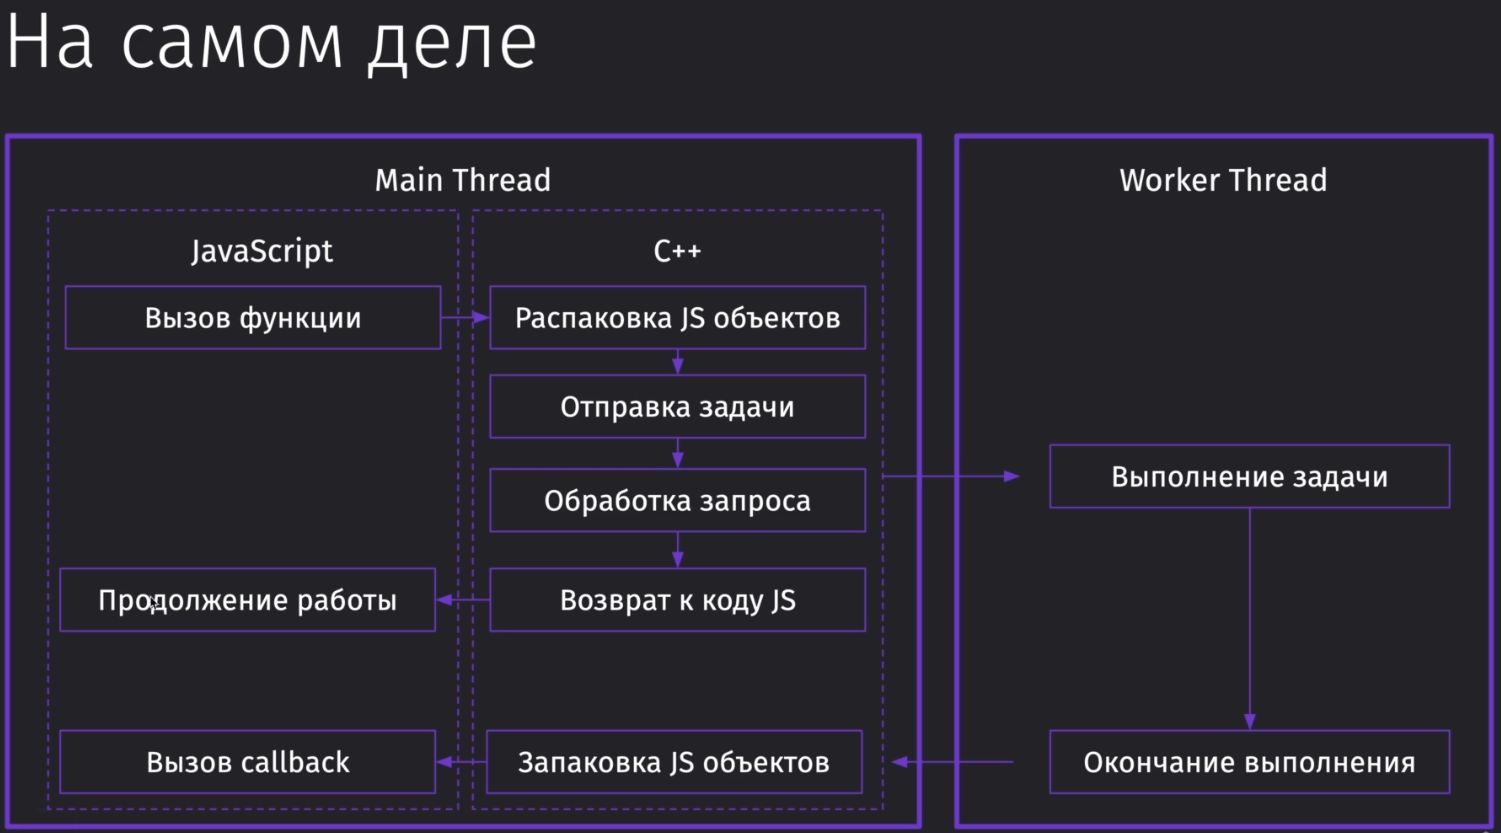 На самом деле
Main Thread
Worker Thread
JavaScript
C++
Вызов функции
Распаковка JS объектов
Отправка задачи
Выполнение задачи
Обработка запроса
Продолжение работы
Возврат к коду JS
Вызов callback
Запаковка JS объектов
Окончание выполнения